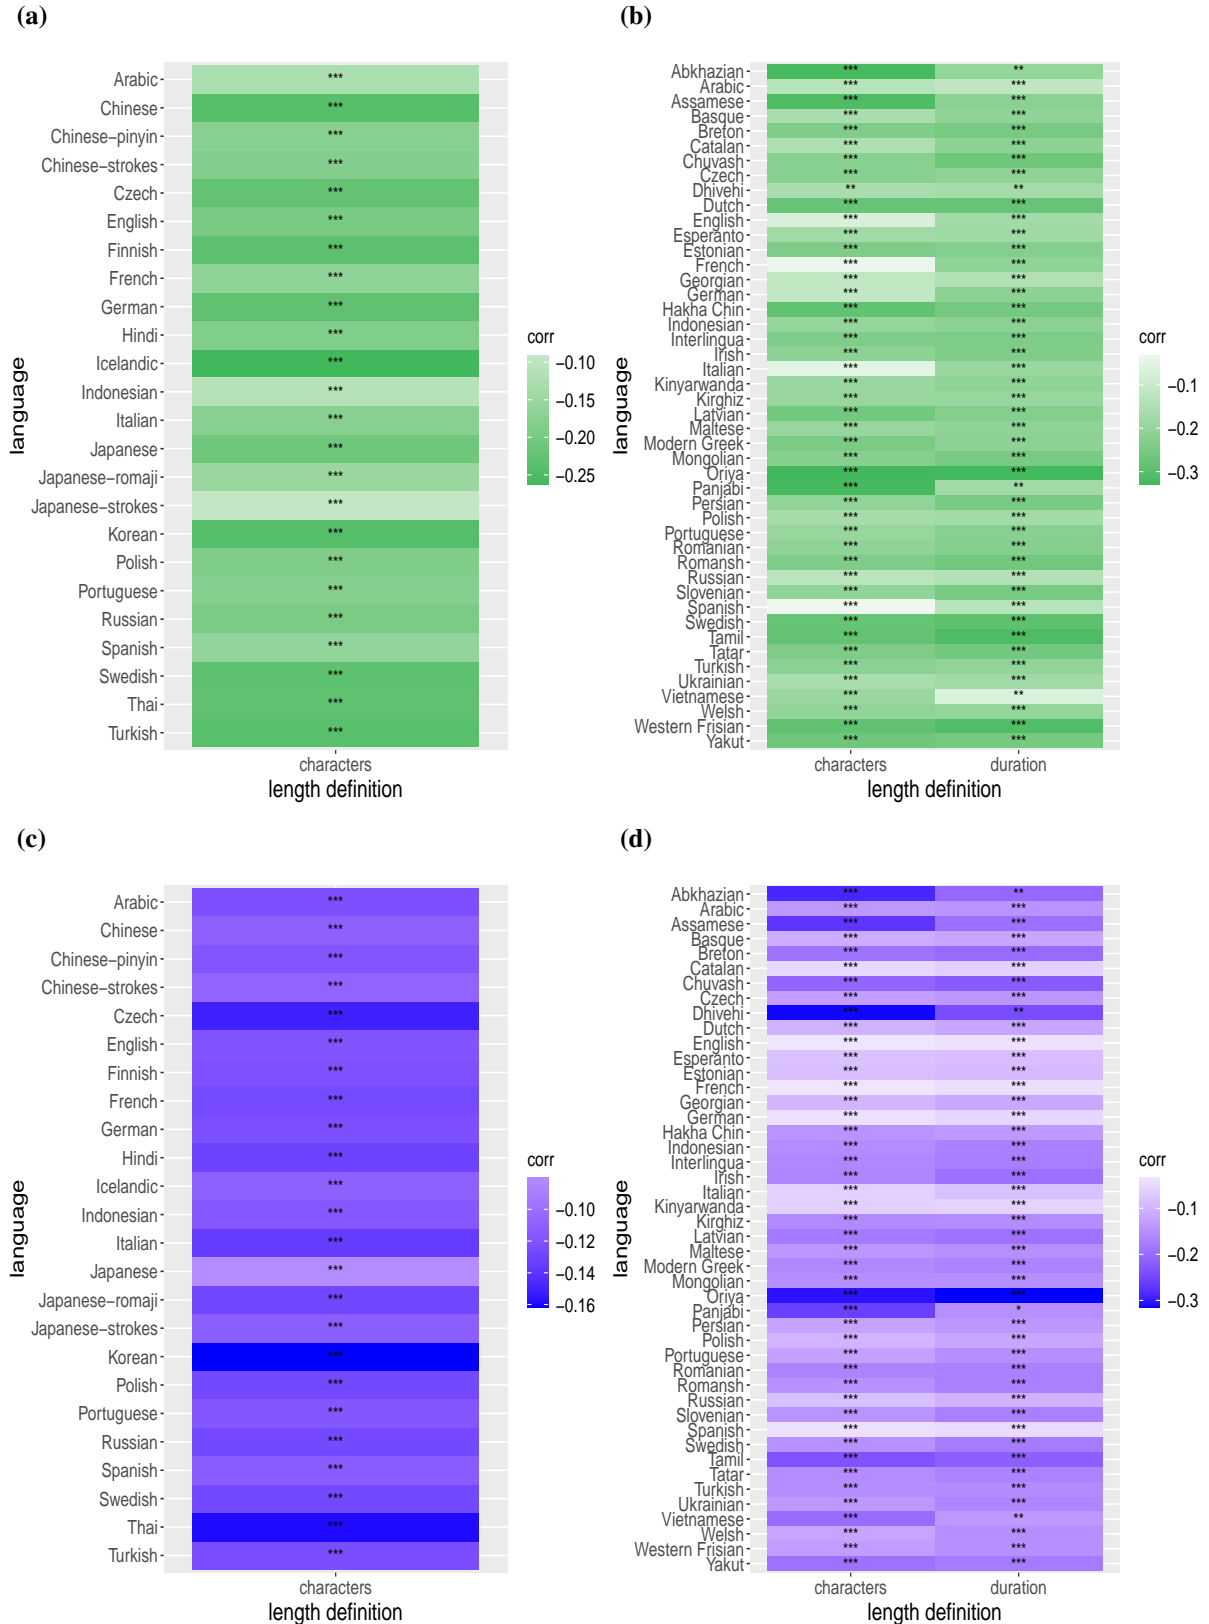 (a)
language
Arabic ***
Chinese ***
Chinese−pinyin ***
Chinese−strokes ***
Czech ***
English ***
Finnish ***
French ***
German ***
Hindi ***
Icelandic ***
Indonesian ***
Italian ***
Japanese ***
Japanese−romaji ***
Japanese−strokes ***
Korean ***
Polish ***
Portuguese ***
Russian ***
Spanish ***
Swedish ***
Thai ***
Turkish ***
characters
length definition
corr
−0.10
−0.15
−0.20
−0.25
(b)
language
Abkhazian *** **
Arabic *** ***
Assamese *** ***
Basque *** ***
Breton *** ***
Catalan *** ***
Chuvash *** ***
Czech *** ***
Dhivehi ** **
Dutch *** ***
English *** ***
Esperanto *** ***
Estonian *** ***
French *** ***
Georgian *** ***
German *** ***
Hakha Chin *** ***
Indonesian *** ***
Interlingua *** ***
Irish *** ***
Italian *** ***
Kinyarwanda *** ***
Kirghiz *** ***
Latvian *** ***
Maltese *** ***
Modern Greek *** ***
Mongolian *** ***
Oriya *** ***
Panjabi *** **
Persian *** ***
Polish *** ***
Portuguese *** ***
Romanian *** ***
Romansh *** ***
Russian *** ***
Slovenian *** ***
Spanish *** ***
Swedish *** ***
Tamil *** ***
Tatar *** ***
Turkish *** ***
Ukrainian *** ***
Vietnamese *** **
Welsh *** ***
Western Frisian *** ***
Yakut *** ***
characters duration
length definition
corr
−0.1
−0.2
−0.3
(c)
language
Arabic ***
Chinese ***
Chinese−pinyin ***
Chinese−strokes ***
Czech ***
English ***
Finnish ***
French ***
German ***
Hindi ***
Icelandic ***
Indonesian ***
Italian ***
Japanese ***
Japanese−romaji ***
Japanese−strokes ***
Korean ***
Polish ***
Portuguese ***
Russian ***
Spanish ***
Swedish ***
Thai ***
Turkish ***
characters
length definition
corr
−0.10
−0.12
−0.14
−0.16
(d)
language
Abkhazian *** **
Arabic *** ***
Assamese *** ***
Basque *** ***
Breton *** ***
Catalan *** ***
Chuvash *** ***
Czech *** ***
Dhivehi *** **
Dutch *** ***
English *** ***
Esperanto *** ***
Estonian *** ***
French *** ***
Georgian *** ***
German *** ***
Hakha Chin *** ***
Indonesian *** ***
Interlingua *** ***
Irish *** ***
Italian *** ***
Kinyarwanda *** ***
Kirghiz *** ***
Latvian *** ***
Maltese *** ***
Modern Greek *** ***
Mongolian *** ***
Oriya *** ***
Panjabi *** *
Persian *** ***
Polish *** ***
Portuguese *** ***
Romanian *** ***
Romansh *** ***
Russian *** ***
Slovenian *** ***
Spanish *** ***
Swedish *** ***
Tamil *** ***
Tatar *** ***
Turkish *** ***
Ukrainian *** ***
Vietnamese *** **
Welsh *** ***
Western Frisian *** ***
Yakut *** ***
characters duration
length definition
corr
−0.1
−0.2
−0.3